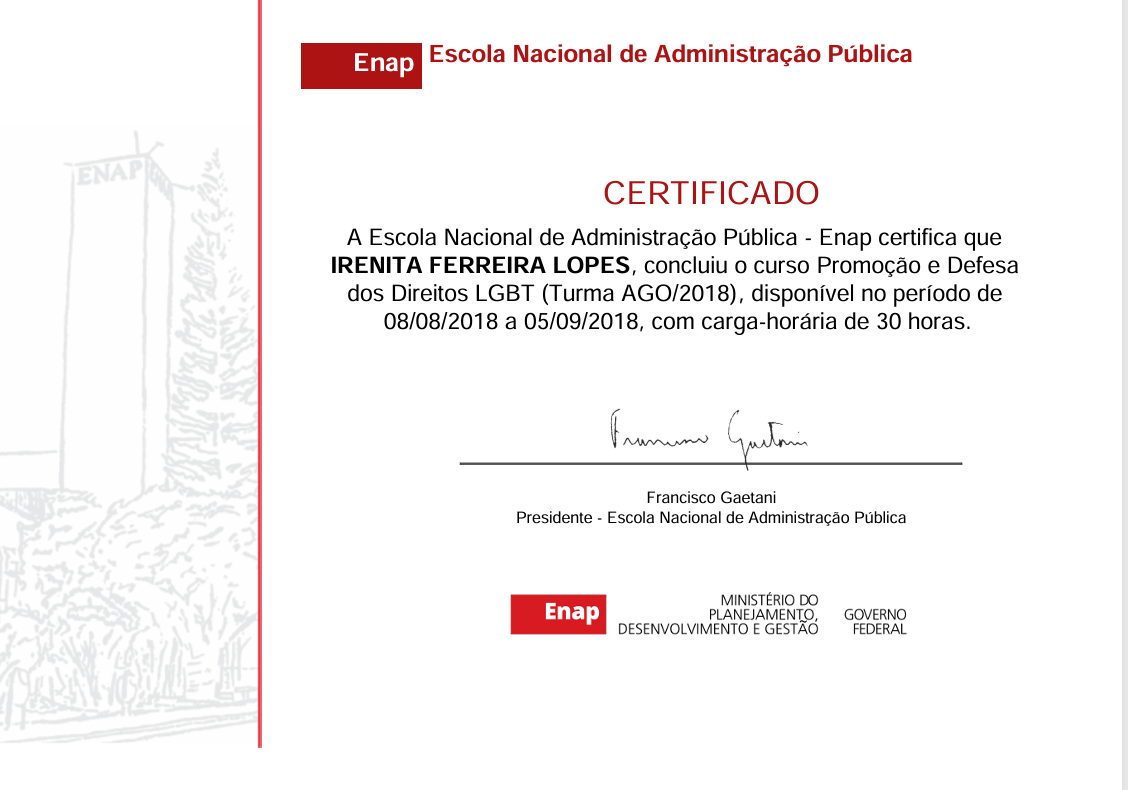 ENAP
Enap
Escola Nacional de Administração Pública
CERTIFICADO
A Escola Nacional de Administração Pública - Enap certifica que
IRENITA FERREIRA LOPES, concluiu o curso Promoção e Defesa
dos Direitos LGBT (Turma AGO/2018), disponível no período de
08/08/2018 a 05/09/2018, com carga-horária de 30 horas.
Francisco Gaetani
Francisco Gaetani
Presidente - Escola Nacional de Administração Pública
Enap
MINISTÉRIO DO
PLANEJAMENTO,
DESENVOLVIMENTO E GESTÃO
GOVERNO
FEDERAL